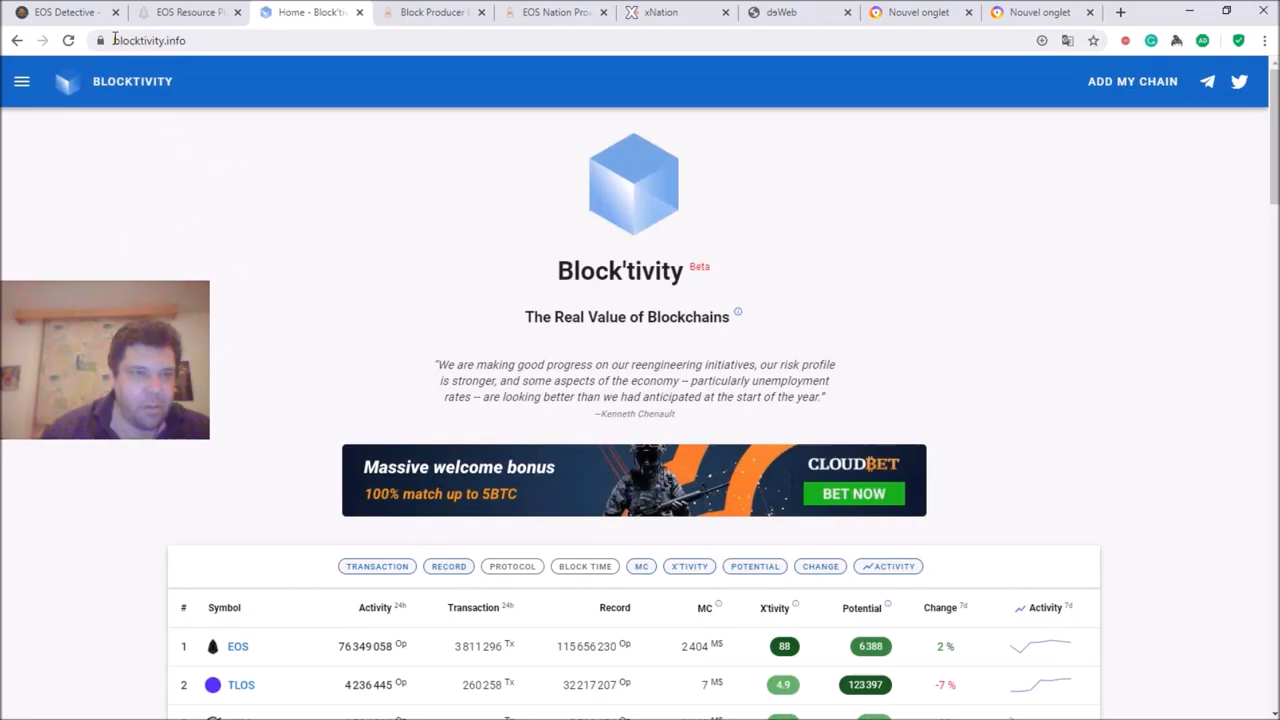 EOS Detective -
EOS Resource Pl
Home - Block'tiv
Block Producer
EOS Nation Pro
xNation
dɘWeb
Nouvel onglet
Nouvel onglet
blocktivity.info
BLOCKTIVITY
ADD MY CHAIN
Block'tivity Beta
The Real Value of Blockchains
“We are making good progress on our reengineering initiatives, our risk profile
is stronger, and some aspects of the economy -- particularly unemployment
rates -- are looking better than we had anticipated at the start of the year.”
--Kenneth Chenault
Massive welcome bonus
100% match up to 5BTC
CLOUDBET
BET NOW
TRANSACTION RECORD PROTOCOL BLOCK TIME MC X'TIVITY POTENTIAL CHANGE ACTIVITY
# Symbol Activity 24h Transaction 24h Record MC X'tivity Potential Change 7d Activity 7d
1 EOS 76 349 058 Op 3 811 296 Tx 115 656 230 Op 2 404 M$ 88 6388 2 %
2 TLOS 4 236 445 Op 260 258 Tx 32 217 207 Op 7 M$ 4.9 123397 -7 %